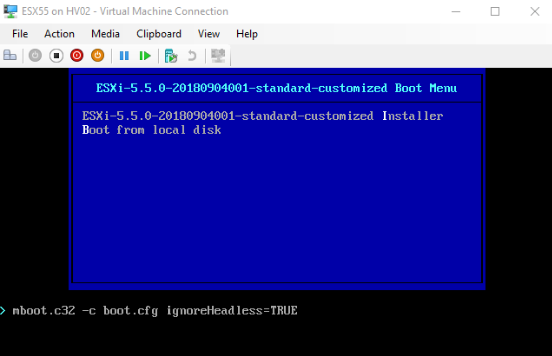 ESX55 on HV02 - Virtual Machine Connection
File Action Media Clipboard View Help
ESXi-5.5.0-20180904001-standard-customized Boot Menu
ESXi-5.5.0-20180904001-standard-customized Installer
Boot from local disk
> mboot.c32 -c boot.cfg ignoreHeadless=TRUE